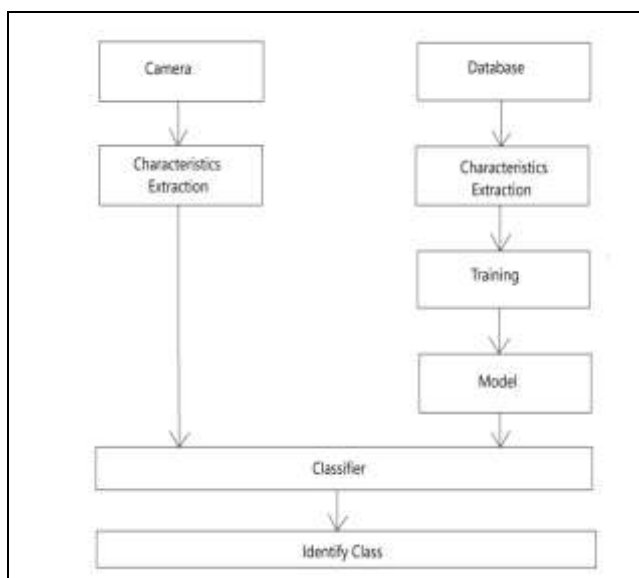 Camera
Database
Characteristics
Extraction
Characteristics
Extraction
Training
Model
Classifier
Identify Class